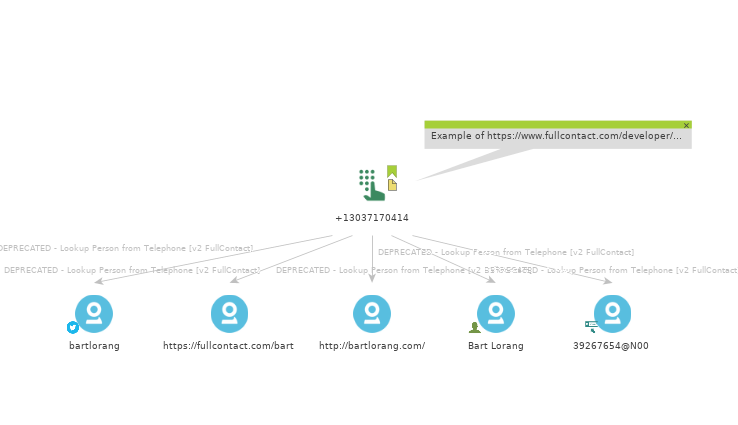 Example of https://www.fullcontact.com/developer/...
+13037170414
DEPRECATED - Lookup Person from Telephone [v2 FullContact]
DEPRECATED - Lookup Person from Telephone [v2 FullContact]
DEPRECATED - Lookup Person from Telephone [v2 FullContact]
DEPRECATED - Lookup Person from Telephone [v2
Lookup Person from Telephone [v2 FullContact
bartlorang
https://fullcontact.com/bart
http://bartlorang.com/
Bart Lorang
39267654@N00